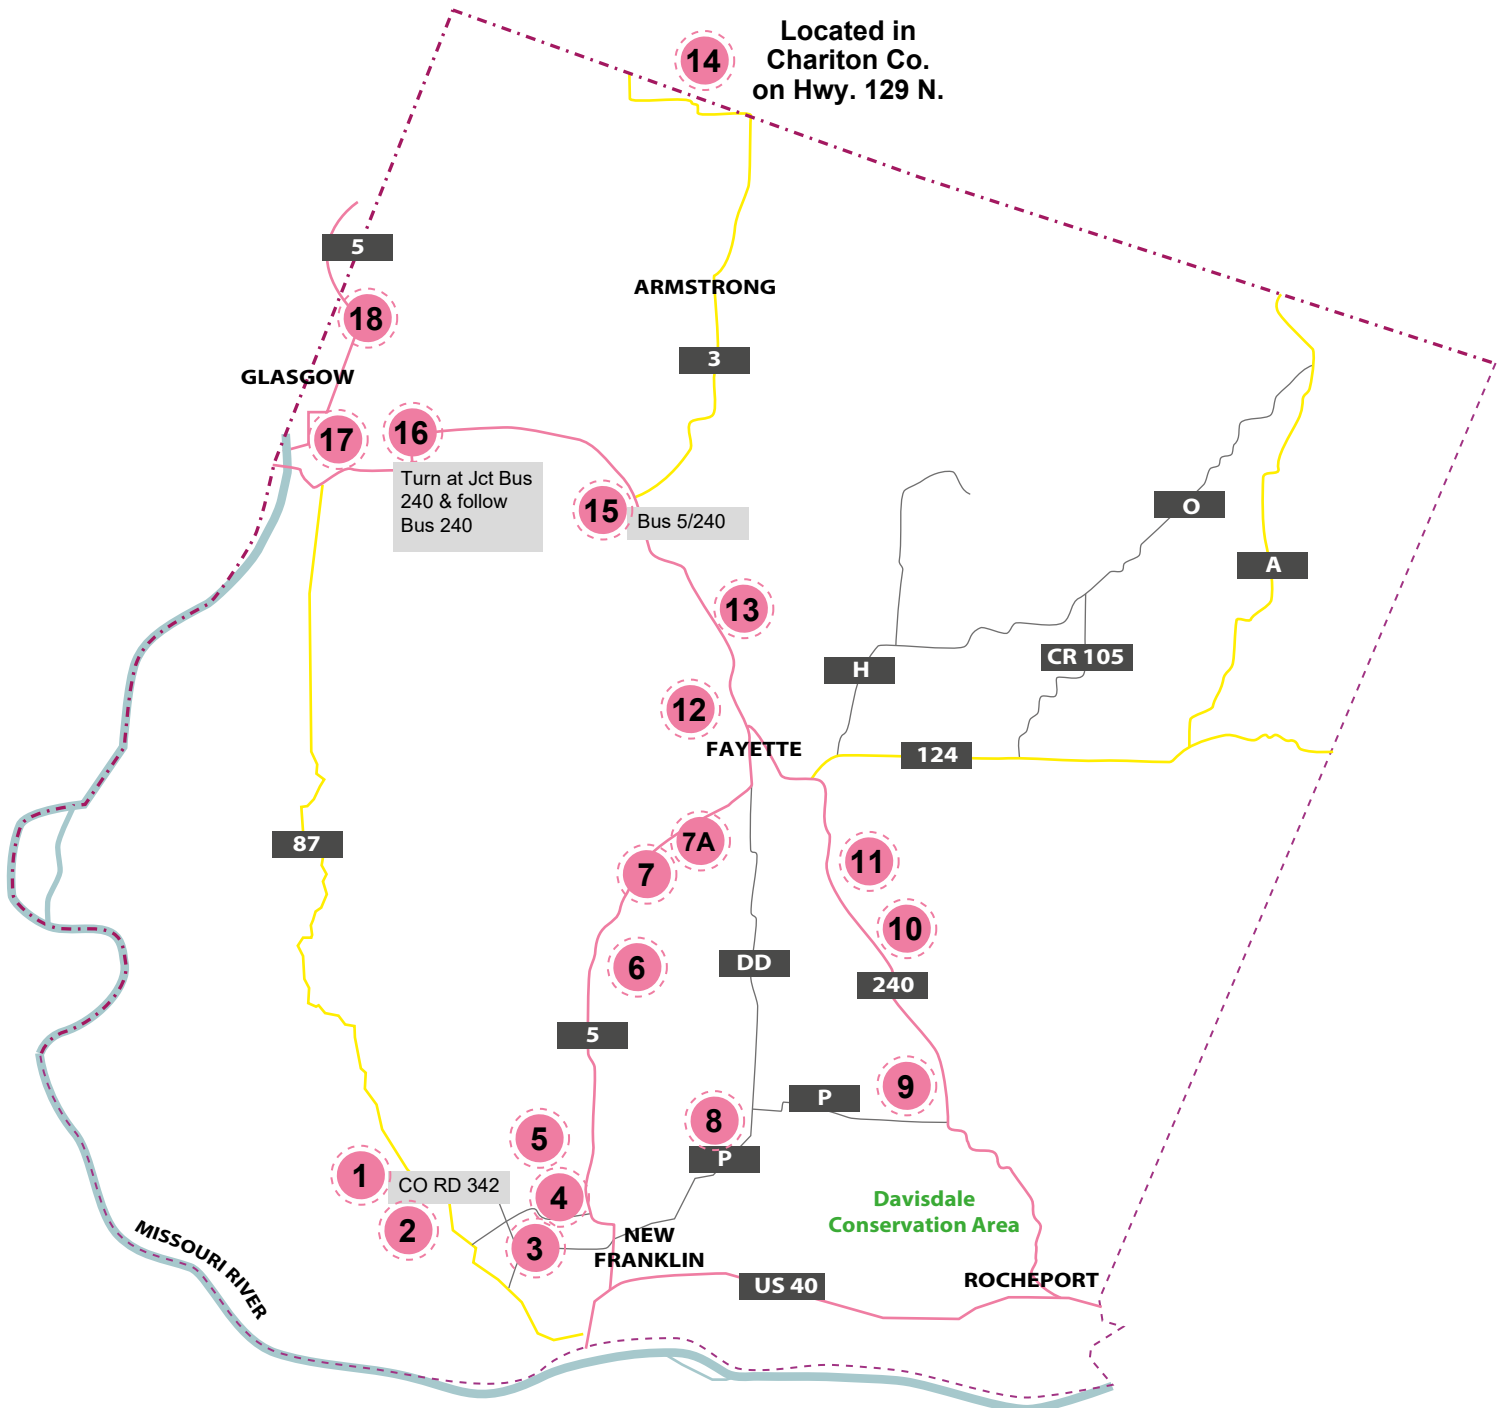 Located in
Chariton Co.
on Hwy. 129 N.
14
5
ARMSTRONG
18
3
GLASGOW
17
16
Turn at Jct Bus
240 & follow
Bus 240
15
Bus 5/240
O
A
13
CR 105
H
12
FAYETTE
124
87
7A
7
11
10
6
DD
240
5
9
P
8
5
P
1
CO RD 342
4
2
3
Davisdale
Conservation Area
NEW
FRANKLIN
MISSOURI RIVER
US 40
ROCHEPORT